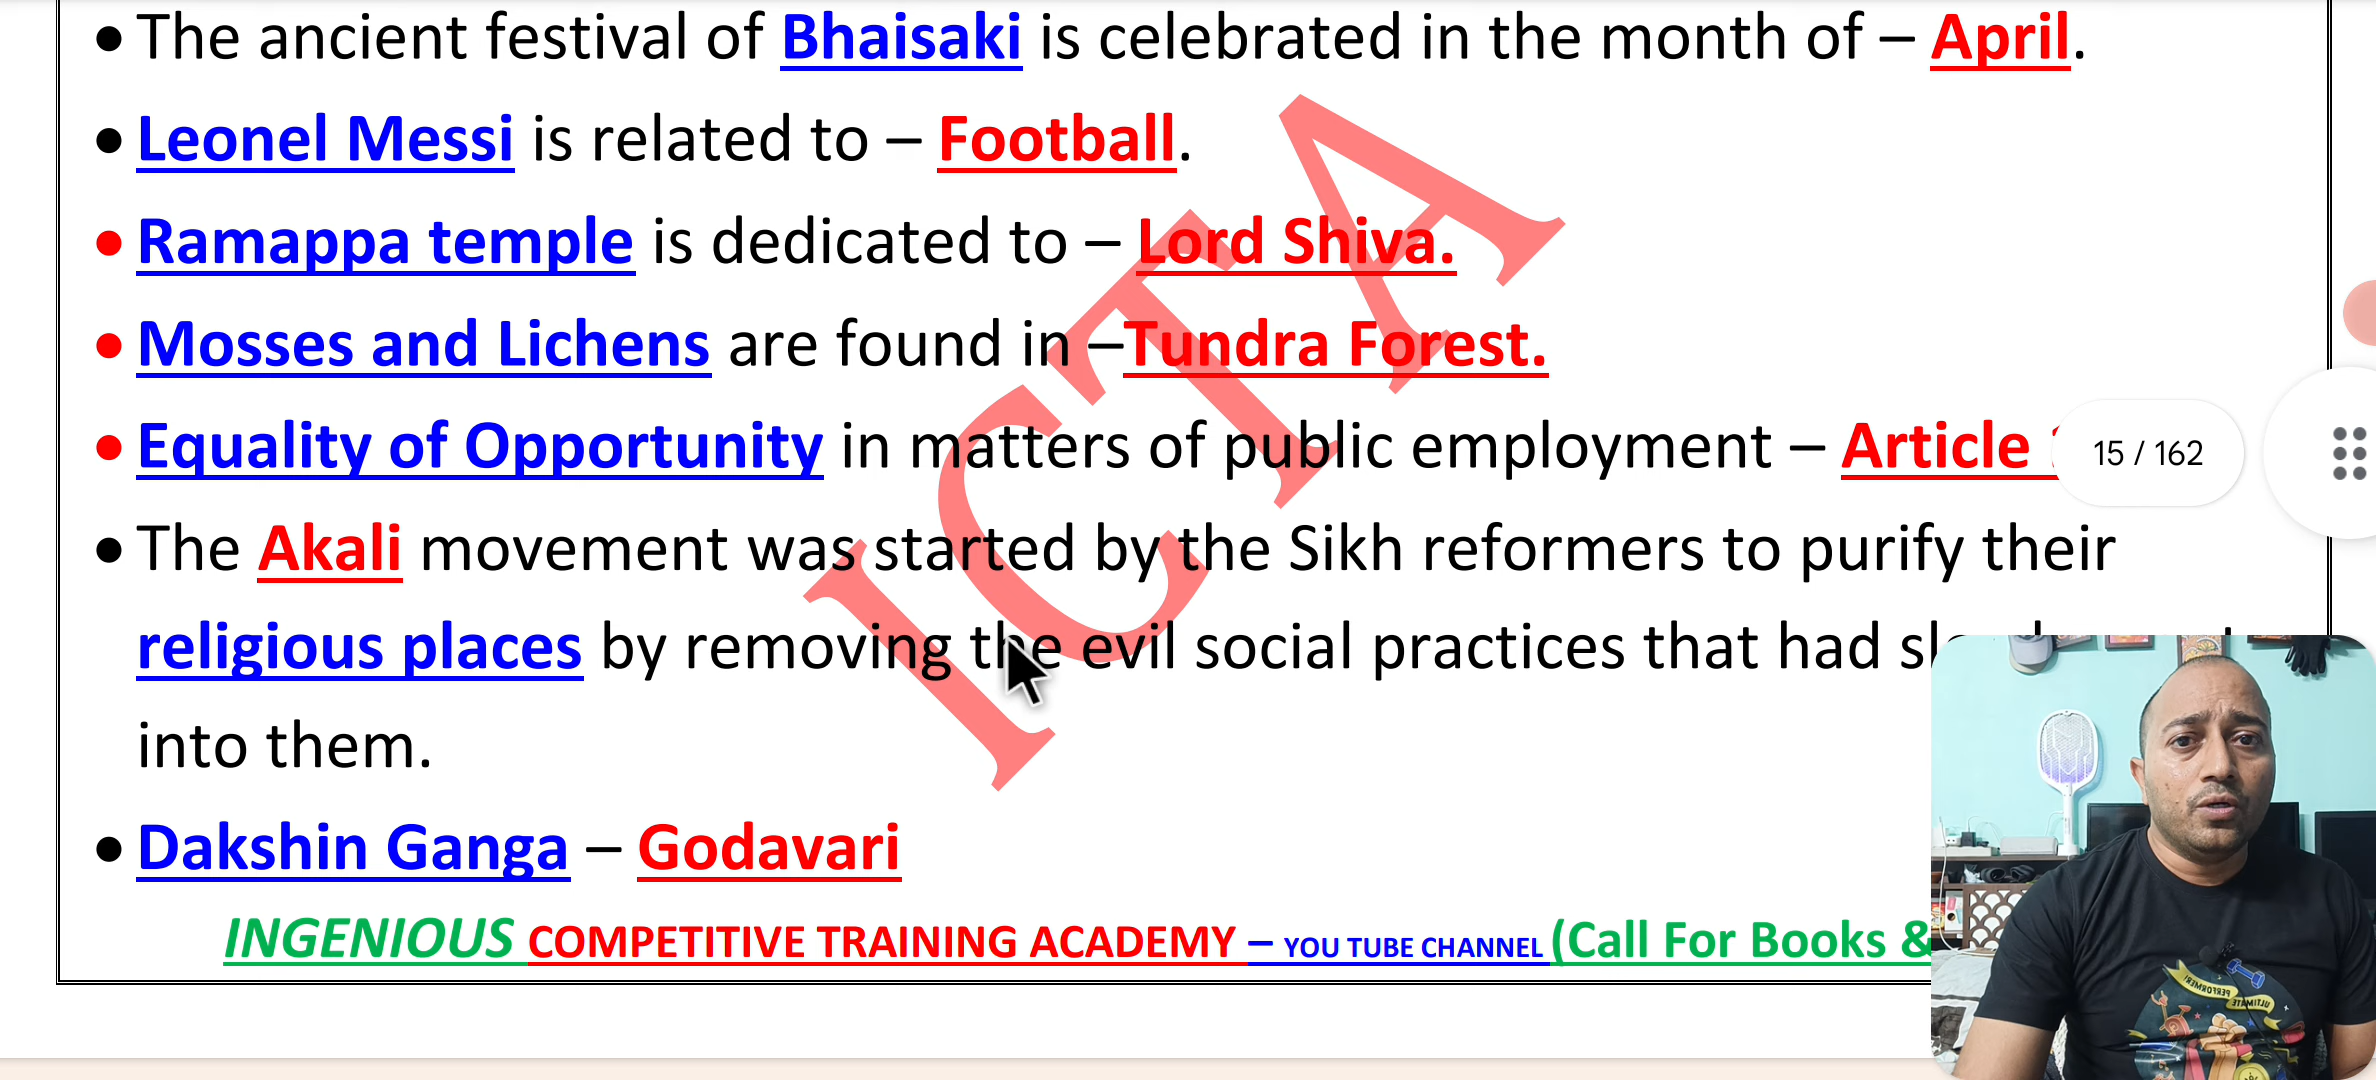 • The ancient festival of Bhaisaki is celebrated in the month of – April.
• Leonel Messi is related to – Football.
• Ramappa temple is dedicated to – Lord Shiva.
• Mosses and Lichens are found in –Tundra Forest.
• Equality of Opportunity in matters of public employment – Article
15 / 162
• The Akali movement was started by the Sikh reformers to purify their
religious places by removing the evil social practices that had
into them.
• Dakshin Ganga – Godavari
INGENIOUS COMPETITIVE TRAINING ACADEMY – YOU TUBE CHANNEL (Call For Books &
ICTA
ULTIMATE
PERFORMER!